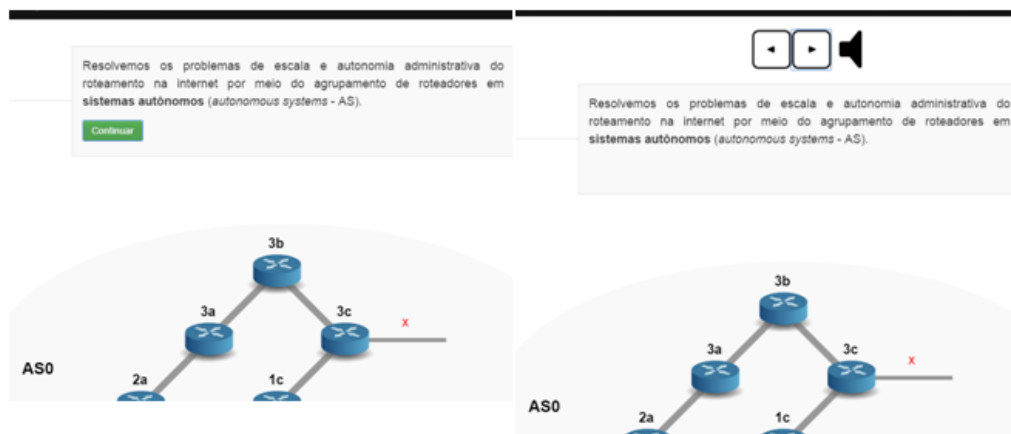 Resolvemos os problemas de escala e autonomia administrativa do
roteamento na internet por meio do agrupamento de roteadores em
sistemas autônomos (autonomous systems - AS).
Continuar
3b
3a
3c
x
AS0
2a
1c
Resolvemos os problemas de escala e autonomia administrativa do
roteamento na internet por meio do agrupamento de roteadores em
sistemas autônomos (autonomous systems - AS).
3b
3a
3c
x
AS0
2a
1c